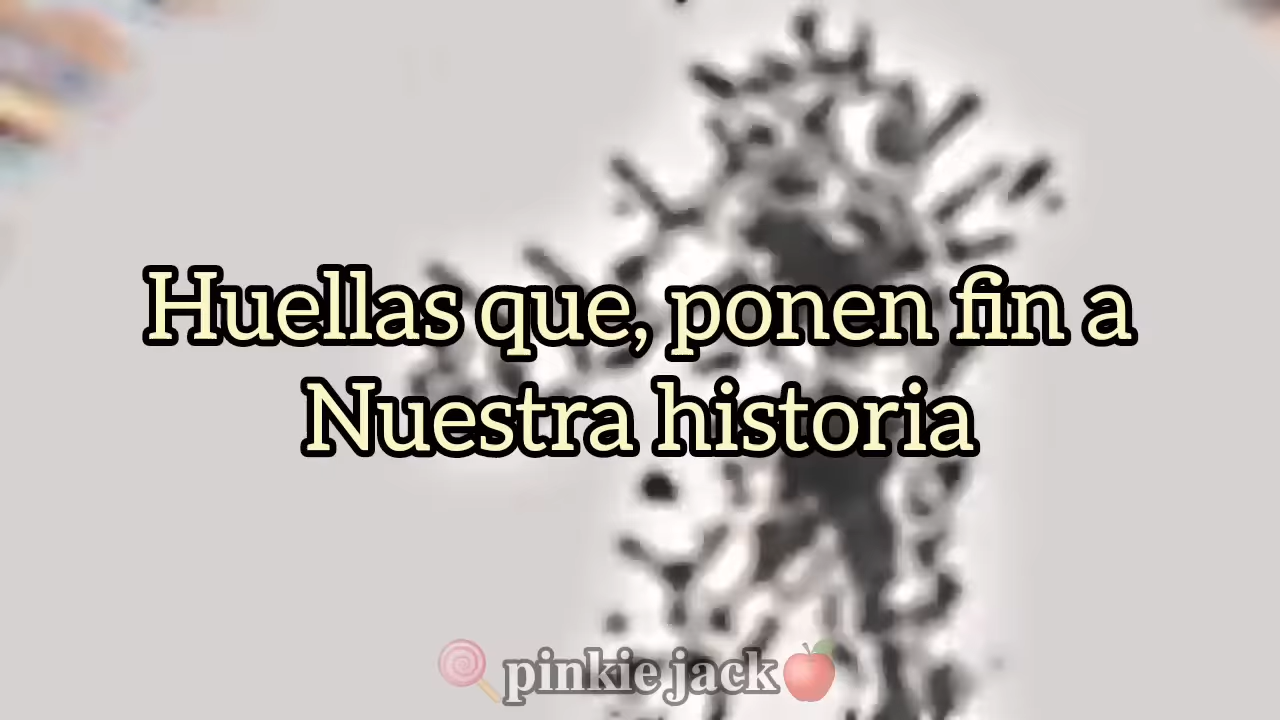 Huellas que, ponen fin a
Nuestra historia
🍭pinkie jack🍎